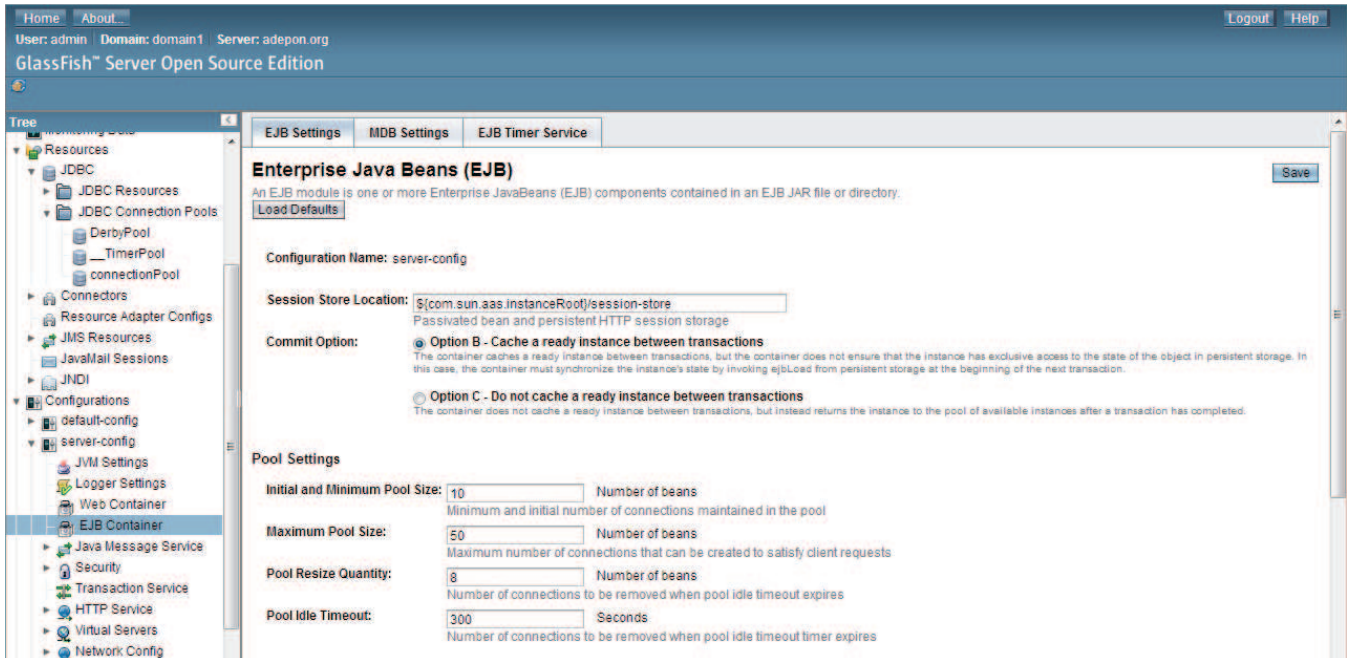 Home About... Logout Help
User: admin Domain: domain1 Server: adepon.org
GlassFish™ Server Open Source Edition
Tree
Monitoring Data
Resources
JDBC
JDBC Resources
JDBC Connection Pools
DerbyPool
__TimerPool
connectionPool
Connectors
Resource Adapter Configs
JMS Resources
JavaMail Sessions
JNDI
Configurations
default-config
server-config
JVM Settings
Logger Settings
Web Container
EJB Container
Java Message Service
Security
Transaction Service
HTTP Service
Virtual Servers
Network Config
EJB Settings MDB Settings EJB Timer Service
Enterprise Java Beans (EJB) Save
An EJB module is one or more Enterprise JavaBeans (EJB) components contained in an EJB JAR file or directory.
Load Defaults
Configuration Name: server-config
Session Store Location: ${com.sun.aas.instanceRoot}/session-store
Passivated bean and persistent HTTP session storage
Commit Option: Option B - Cache a ready instance between transactions
The container caches a ready instance between transactions, but the container does not ensure that the instance has exclusive access to the state of the object in persistent storage. In
this case, the container must synchronize the instance's state by invoking ejbLoad from persistent storage at the beginning of the next transaction.
Option C - Do not cache a ready instance between transactions
The container does not cache a ready instance between transactions, but instead returns the instance to the pool of available instances after a transaction has completed.
Pool Settings
Initial and Minimum Pool Size: 10 Number of beans
Minimum and initial number of connections maintained in the pool
Maximum Pool Size: 50 Number of beans
Maximum number of connections that can be created to satisfy client requests
Pool Resize Quantity: 8 Number of beans
Number of connections to be removed when pool idle timeout expires
Pool Idle Timeout: 300 Seconds
Number of connections to be removed when pool idle timeout timer expires